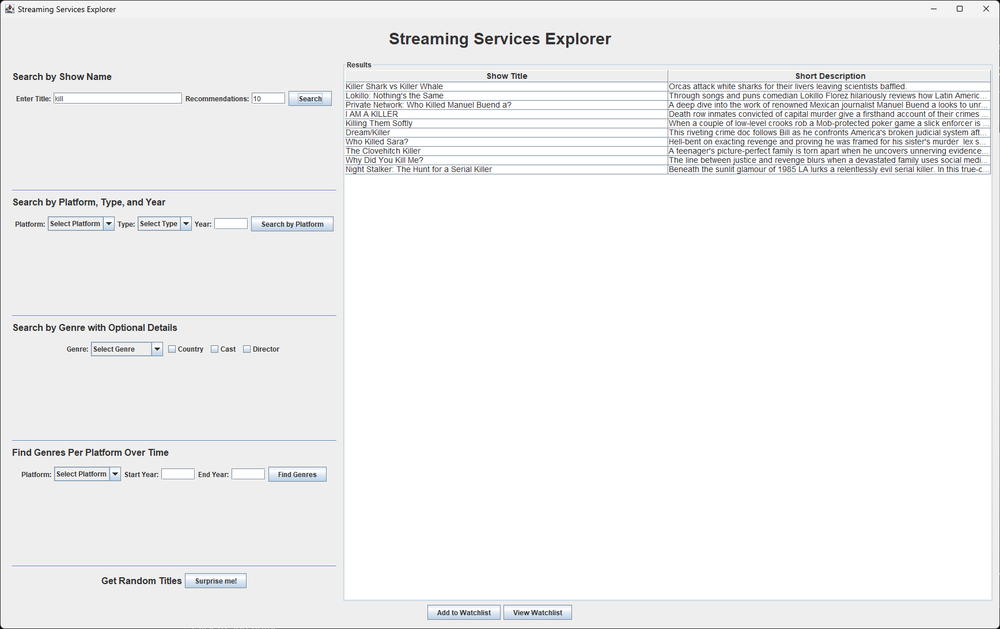 Streaming Services Explorer
Streaming Services Explorer
Search by Show Name
Enter Title: kill Recommendations: 10 Search
Search by Platform, Type, and Year
Platform: Select Platform Type: Select Type Year: Search by Platform
Search by Genre with Optional Details
Genre: Select Genre Country Cast Director
Find Genres Per Platform Over Time
Platform: Select Platform Start Year: End Year: Find Genres
Get Random Titles Surprise me!
Results
Show Title Short Description
Killer Shark vs Killer Whale Orcas attack white sharks for their livers leaving scientists baffled.
Lokillo: Nothing's the Same Through songs and puns comedian Lokillo Florez hilariously reviews how Latin Americ...
Private Network: Who Killed Manuel Buend a? A deep dive into the work of renowned Mexican journalist Manuel Buend a looks to unr...
I AM A KILLER Death row inmates convicted of capital murder give a firsthand account of their crimes ...
Killing Them Softly When a couple of low-level crooks rob a Mob-protected poker game a slick enforcer is ...
Dream/Killer This riveting crime doc follows Bill as he confronts America's broken judicial system aft...
Who Killed Sara? Hell-bent on exacting revenge and proving he was framed for his sister's murder  lex s...
The Clovehitch Killer A teenager's picture-perfect family is torn apart when he uncovers unnerving evidence...
Why Did You Kill Me? The line between justice and revenge blurs when a devastated family uses social medi...
Night Stalker: The Hunt for a Serial Killer Beneath the sunlit glamour of 1985 LA lurks a relentlessly evil serial killer. In this true-c...
Add to Watchlist View Watchlist